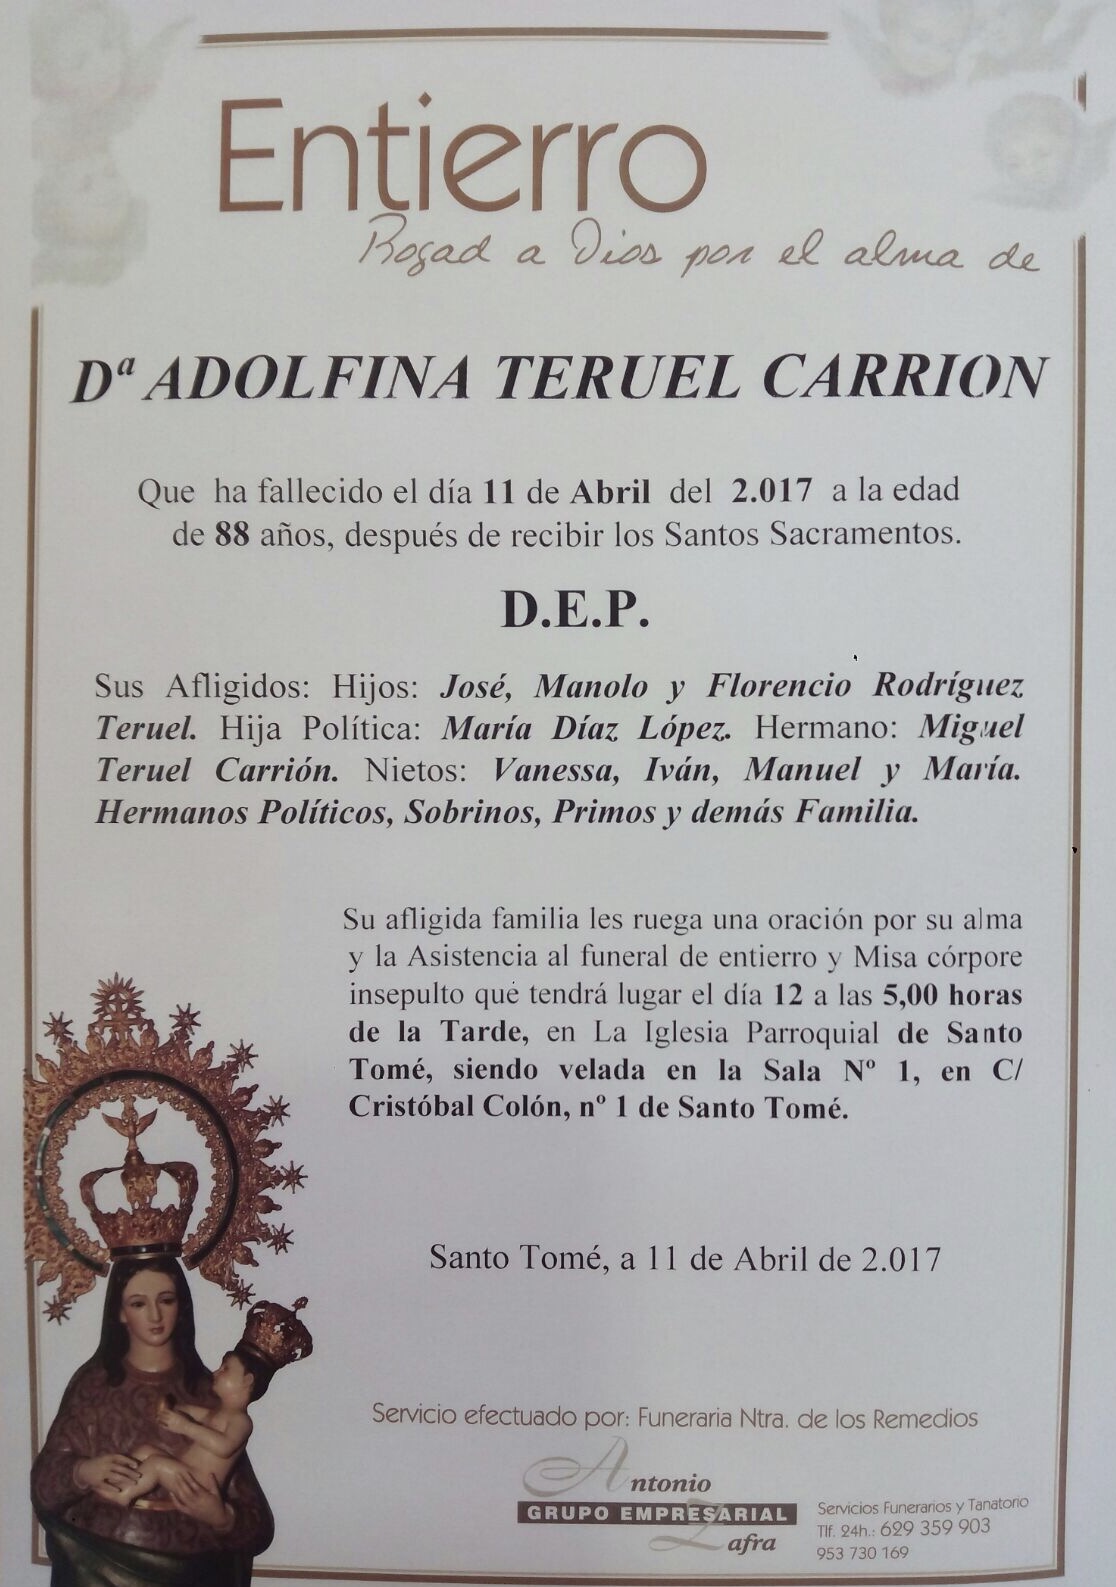 Entierro
Rogad a Dios por el alma de
Dª ADOLFINA TERUEL CARRION
Que ha fallecido el día 11 de Abril del 2.017 a la edad
de 88 años, después de recibir los Santos Sacramentos.
D.E.P.
Sus Afligidos: Hijos: José, Manolo y Florencio Rodríguez
Teruel. Hija Política: María Díaz López. Hermano: Miguel
Teruel Carrión. Nietos: Vanessa, Iván, Manuel y María.
Hermanos Políticos, Sobrinos, Primos y demás Familia.
Su afligida familia les ruega una oración por su alma
y la Asistencia al funeral de entierro y Misa córpore
insepulto que tendrá lugar el día 12 a las 5,00 horas
de la Tarde, en La Iglesia Parroquial de Santo
Tomé, siendo velada en la Sala Nº 1, en C/
Cristóbal Colón, nº 1 de Santo Tomé.
Santo Tomé, a 11 de Abril de 2.017
Servicio efectuado por: Funeraria Ntra. de los Remedios
Antonio
GRUPO EMPRESARIAL
Zafra
Servicios Funerarios y Tanatorio
Tlf. 24h.: 629 359 903
953 730 169